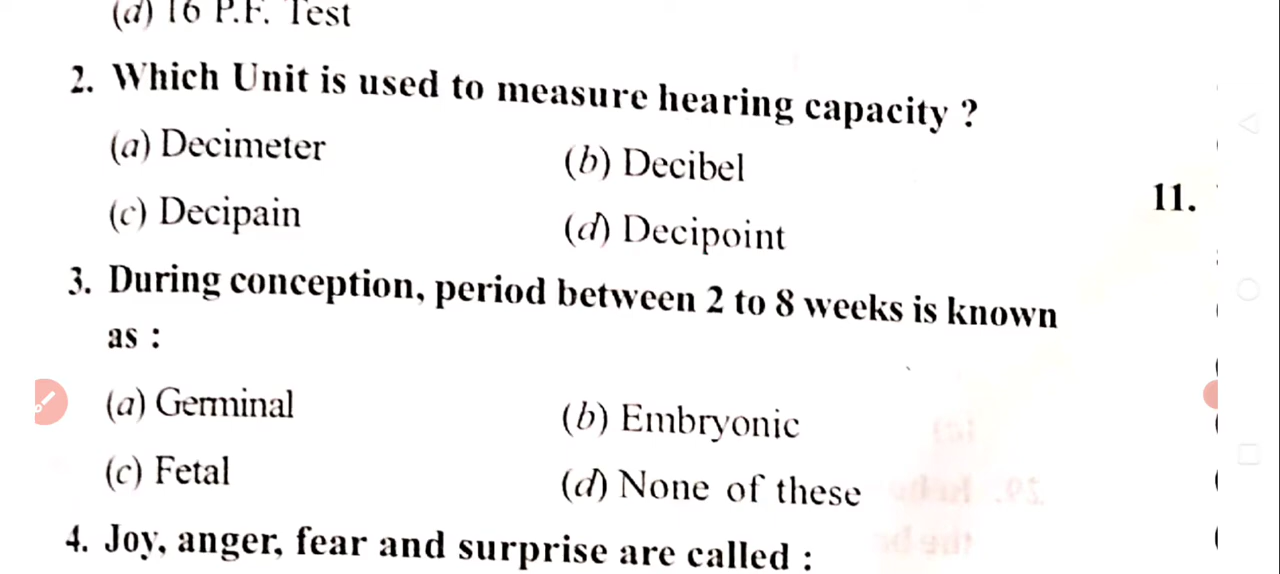 (d) 16 P.F. Test
2. Which Unit is used to measure hearing capacity ?
(a) Decimeter
(b) Decibel
(c) Decipain
(d) Decipoint
3. During conception, period between 2 to 8 weeks is known
as :
(a) Germinal
(b) Embryonic
(c) Fetal
(d) None of these
4. Joy, anger, fear and surprise are called :
11.